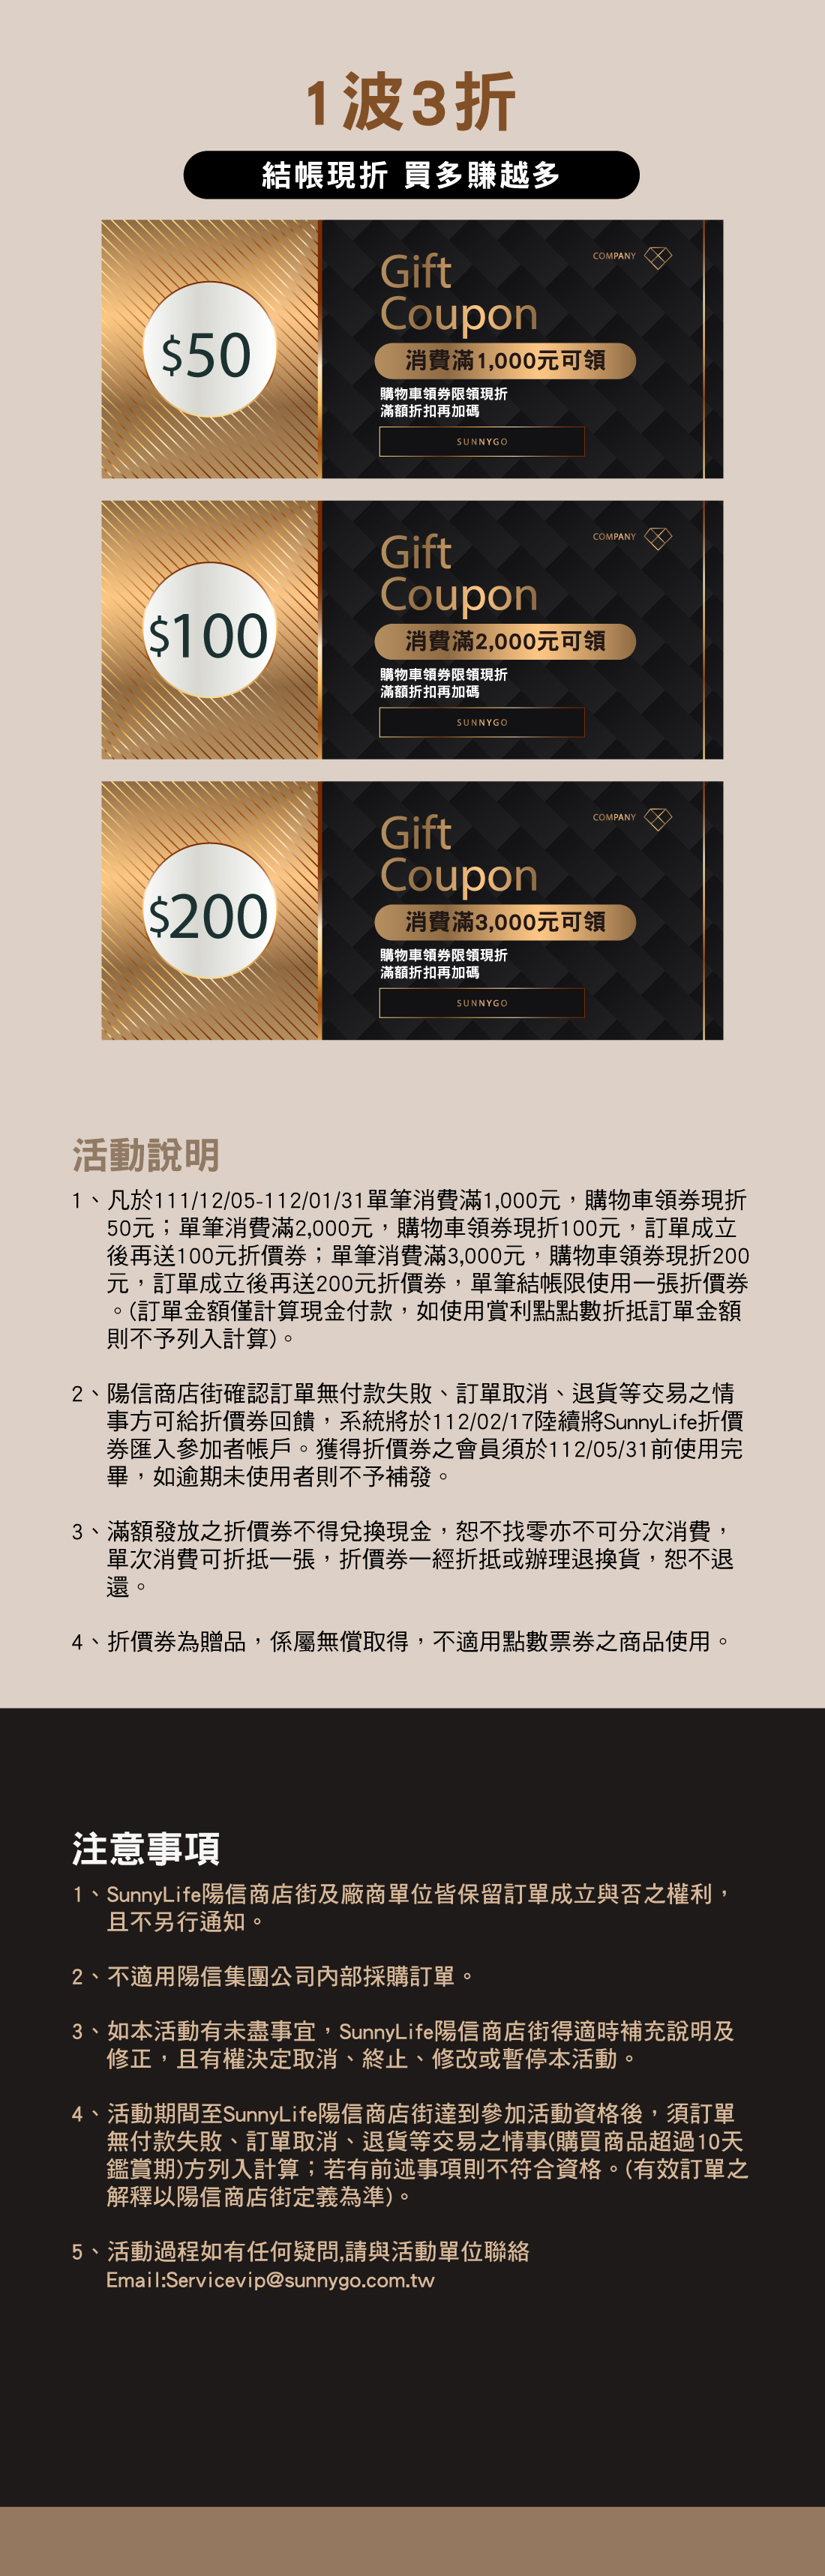 1波3折
結帳現折 買多賺越多
$50
Gift
Coupon
COMPANY
消費滿1,000元可領
購物車領券限領現折
滿額折扣再加碼
SUNNYGO
$100
Gift
Coupon
COMPANY
消費滿2,000元可領
購物車領券限領現折
滿額折扣再加碼
SUNNYGO
$200
Gift
Coupon
COMPANY
消費滿3,000元可領
購物車領券限領現折
滿額折扣再加碼
SUNNYGO
活動說明
1、凡於111/12/05-112/01/31單筆消費滿1,000元，購物車領券現折
50元；單筆消費滿2,000元，購物車領券現折100元，訂單成立
後再送100元折價券；單筆消費滿3,000元，購物車領券現折200
元，訂單成立後再送200元折價券，單筆結帳限使用一張折價券
。(訂單金額僅計算現金付款，如使用賞利點點數折抵訂單金額
則不予列入計算)。
2、陽信商店街確認訂單無付款失敗、訂單取消、退貨等交易之情
事方可給折價券回饋，系統將於112/02/17陸續將SunnyLife折價
券匯入參加者帳戶。獲得折價券之會員須於112/05/31前使用完
畢，如逾期未使用者則不予補發。
3、滿額發放之折價券不得兌換現金，恕不找零亦不可分次消費，
單次消費可折抵一張，折價券一經折抵或辦理退換貨，恕不退
還。
4、折價券為贈品，係屬無償取得，不適用點數票券之商品使用。
注意事項
1、SunnyLife陽信商店街及廠商單位皆保留訂單成立與否之權利，
且不另行通知。
2、不適用陽信集團公司內部採購訂單。
3、如本活動有未盡事宜，SunnyLife陽信商店街得適時補充說明及
修正，且有權決定取消、終止、修改或暫停本活動。
4、活動期間至SunnyLife陽信商店街達到參加活動資格後，須訂單
無付款失敗、訂單取消、退貨等交易之情事(購買商品超過10天
鑑賞期)方列入計算；若有前述事項則不符合資格。(有效訂單之
解釋以陽信商店街定義為準)。
5、活動過程如有任何疑問,請與活動單位聯絡
Email:Servicevip@sunnygo.com.tw